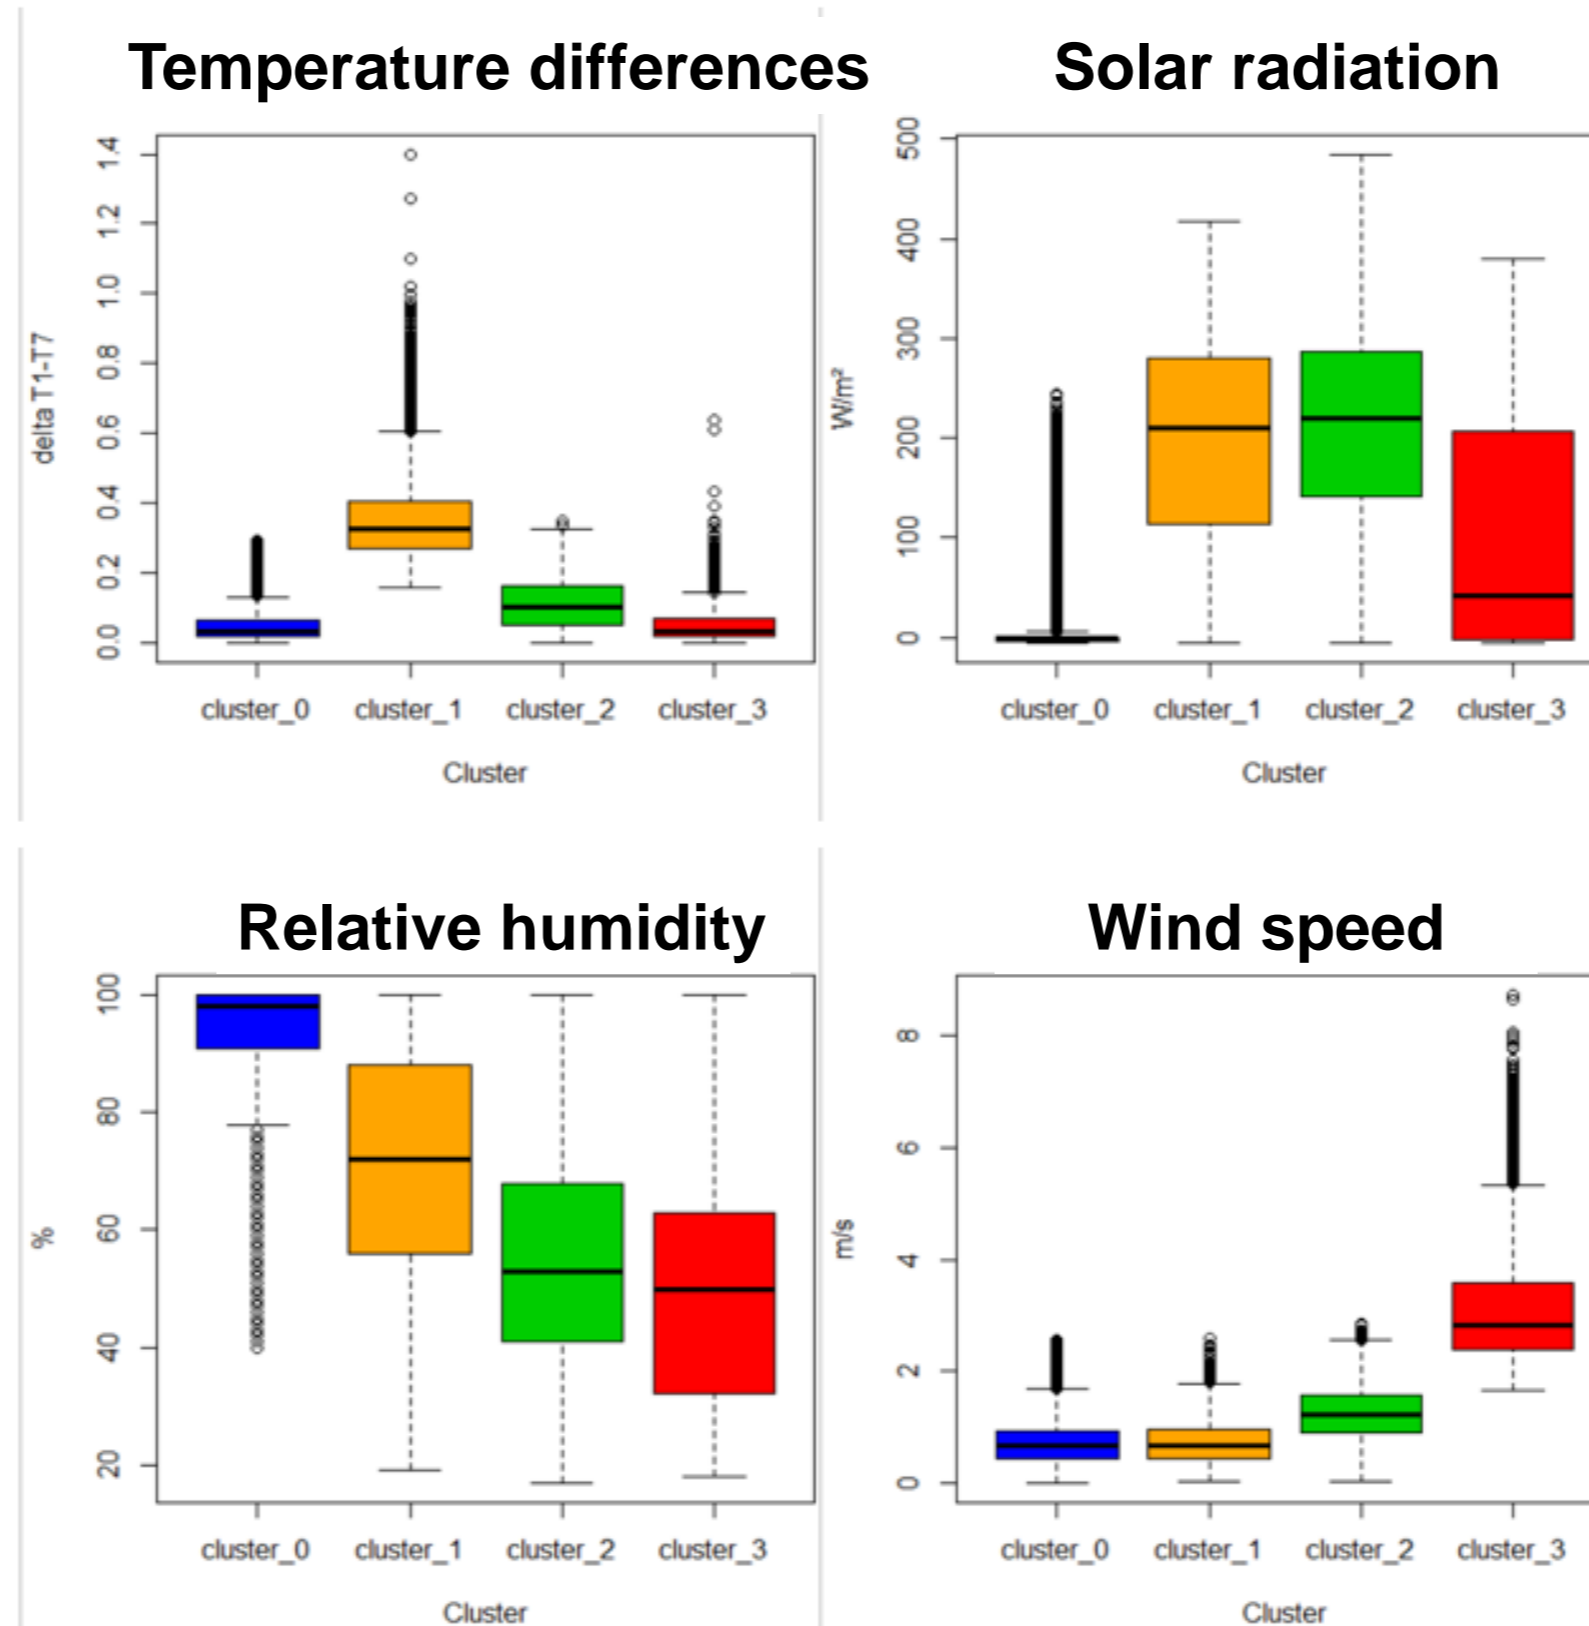 Temperature differences
delta T1-T7
1.4
1.2
1.0
0.8
0.6
0.4
0.2
0.0
cluster_0 cluster_1 cluster_2 cluster_3
Cluster
Solar radiation
W/m²
500
400
300
200
100
0
cluster_0 cluster_1 cluster_2 cluster_3
Cluster
Relative humidity
%
100
80
60
40
20
cluster_0 cluster_1 cluster_2 cluster_3
Cluster
Wind speed
m/s
8
6
4
2
0
cluster_0 cluster_1 cluster_2 cluster_3
Cluster